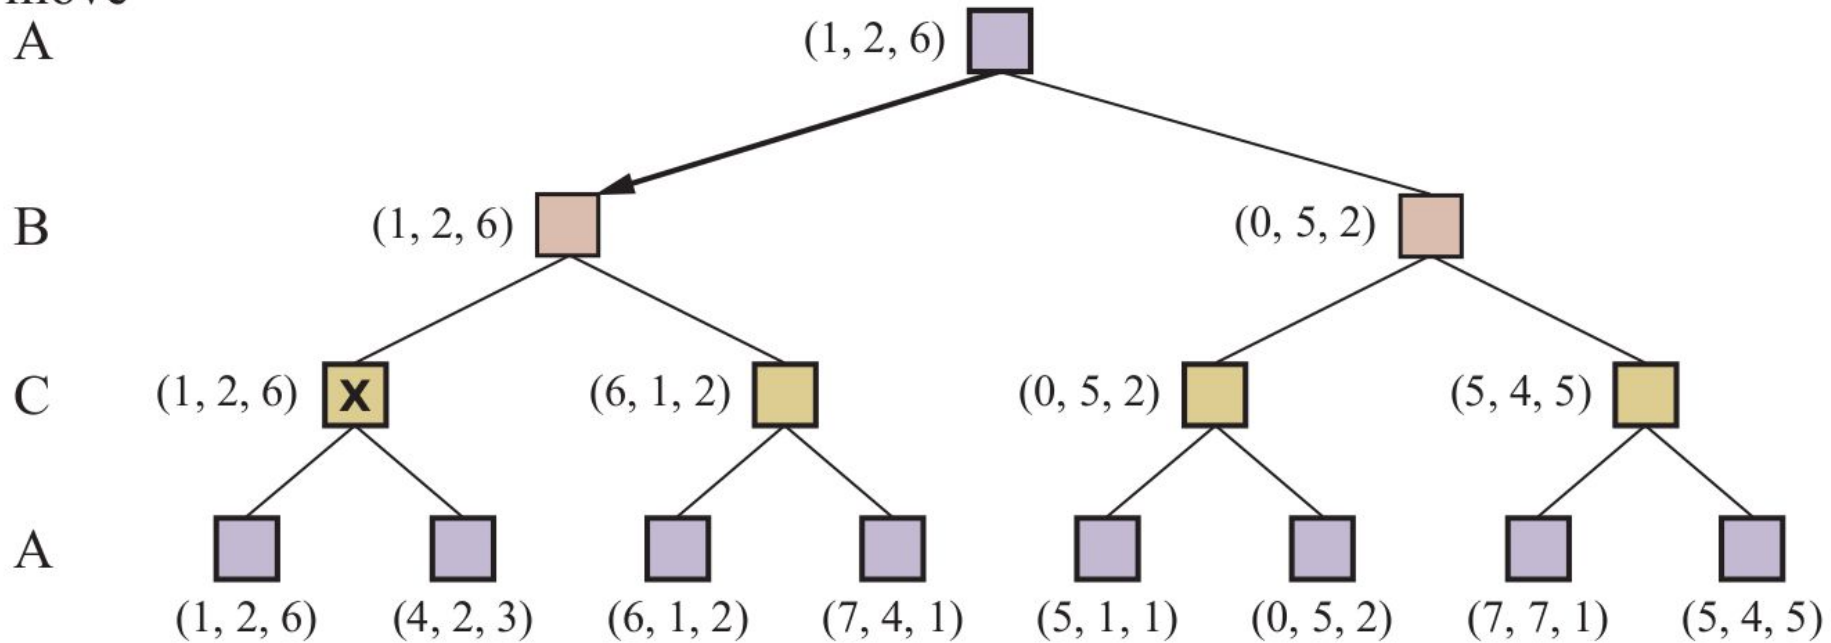 move
A (1, 2, 6)
B (1, 2, 6) (0, 5, 2)
C (1, 2, 6) X (6, 1, 2) (0, 5, 2) (5, 4, 5)
A
(1, 2, 6) (4, 2, 3) (6, 1, 2) (7, 4, 1) (5, 1, 1) (0, 5, 2) (7, 7, 1) (5, 4, 5)